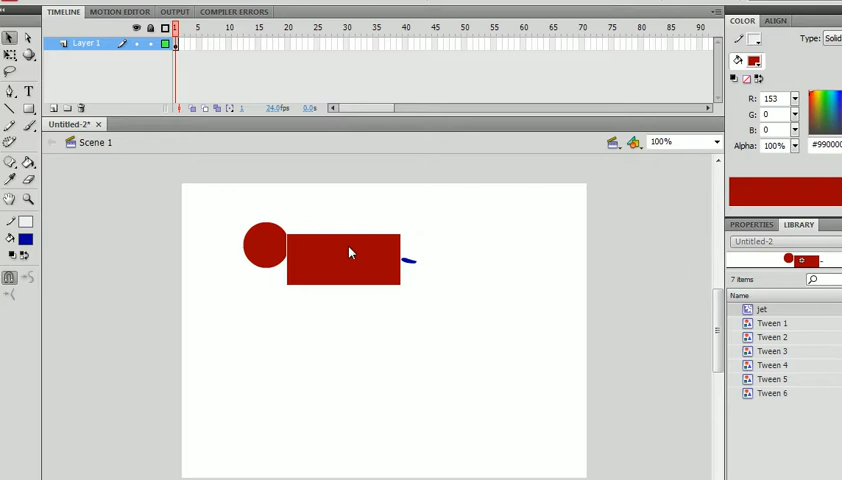 TIMELINE MOTION EDITOR OUTPUT COMPILER ERRORS
1 5 10 15 20 25 30 35 40 45 50 55 60 65 70 75 80 85 90
Layer 1
1 24.0fps 0.0s
Untitled-2* ×
Scene 1
100%
COLOR ALIGN
Type: Solid
R: 153
G: 0
B: 0
Alpha: 100% #990000
PROPERTIES LIBRARY
Untitled-2
7 items
Name
jet
Tween 1
Tween 2
Tween 3
Tween 4
Tween 5
Tween 6